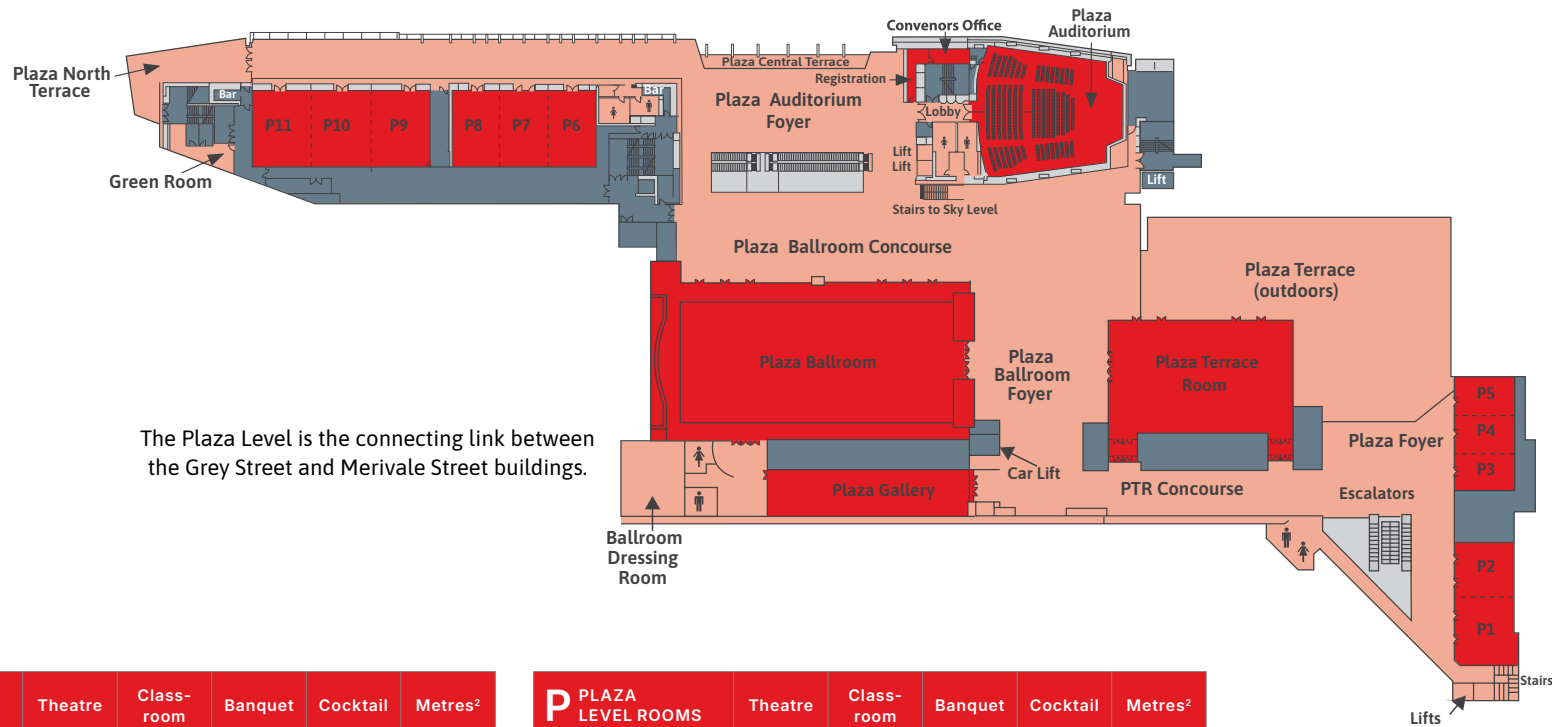 Convenors Office
Plaza
Auditorium
Plaza North
Terrace
Plaza Central Terrace
Registration
Bar
Bar
Plaza Auditorium
Foyer
Lobby
P11
P10
P9
P8
P7
P6
Lift
Lift
Lift
Green Room
Stairs to Sky Level
Plaza Ballroom Concourse
Plaza Terrace
(outdoors)
Plaza Ballroom
Plaza
Ballroom
Foyer
Plaza Terrace
Room
P5
P4
P3
Plaza Foyer
The Plaza Level is the connecting link between
the Grey Street and Merivale Street buildings.
Car Lift
Plaza Gallery
PTR Concourse
Escalators
Ballroom
Dressing
Room
P2
P1
Stairs
Lifts
Theatre
Class-
room
Banquet
Cocktail
Metres²
P PLAZA
LEVEL ROOMS
Theatre
Class-
room
Banquet
Cocktail
Metres²